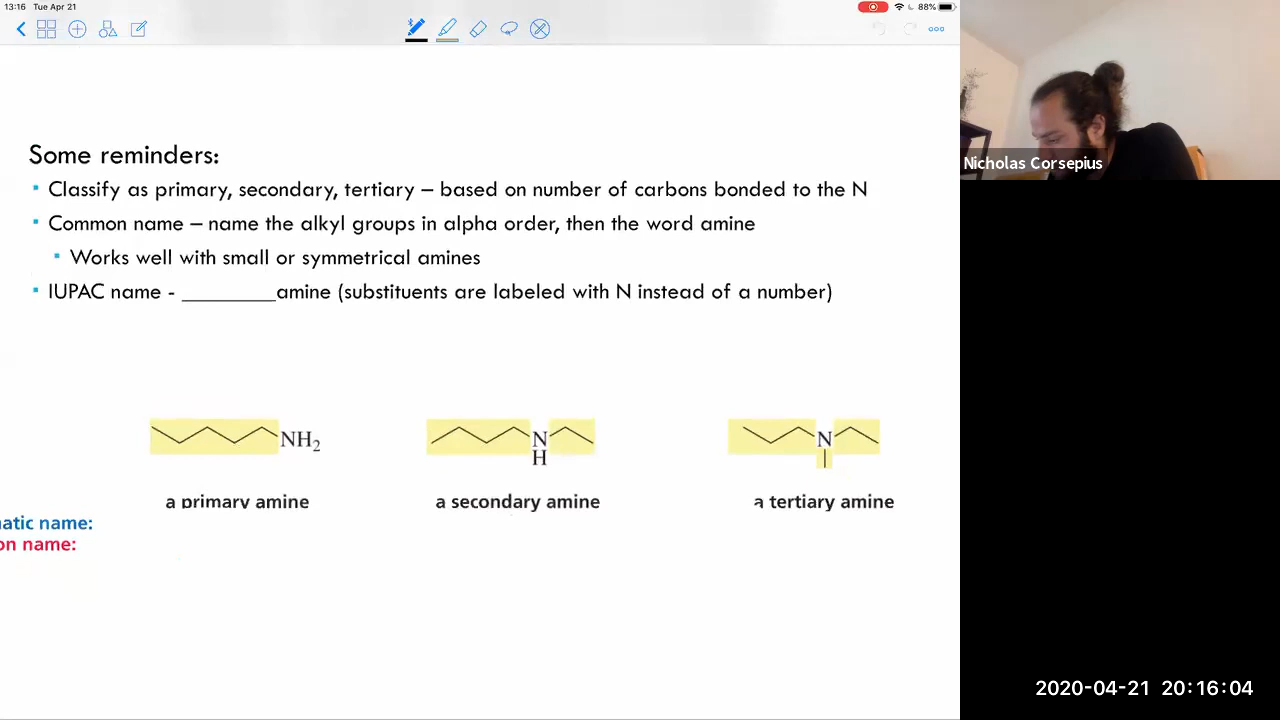 13:16 Tue Apr 21
88%
Some reminders:
▪ Classify as primary, secondary, tertiary – based on number of carbons bonded to the N
▪ Common name – name the alkyl groups in alpha order, then the word amine
▪ Works well with small or symmetrical amines
▪ IUPAC name - ________amine (substituents are labeled with N instead of a number)
NH₂
N
H
N
a primary amine
a secondary amine
a tertiary amine
natic name:
on name:
Nicholas Corsepius
2020-04-21 20:16:04